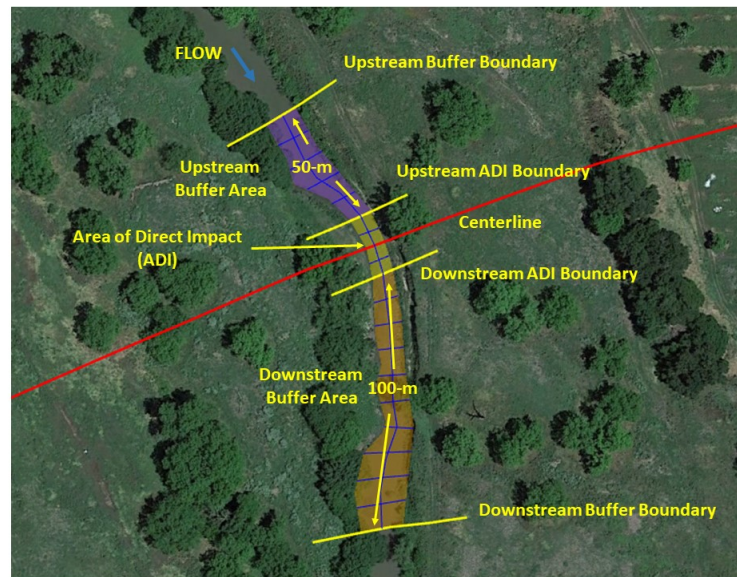 FLOW
Upstream Buffer Boundary
Upstream
Buffer Area
50-m
Upstream ADI Boundary
Centerline
Area of Direct Impact
(ADI)
Downstream ADI Boundary
Downstream
Buffer Area
100-m
Downstream Buffer Boundary